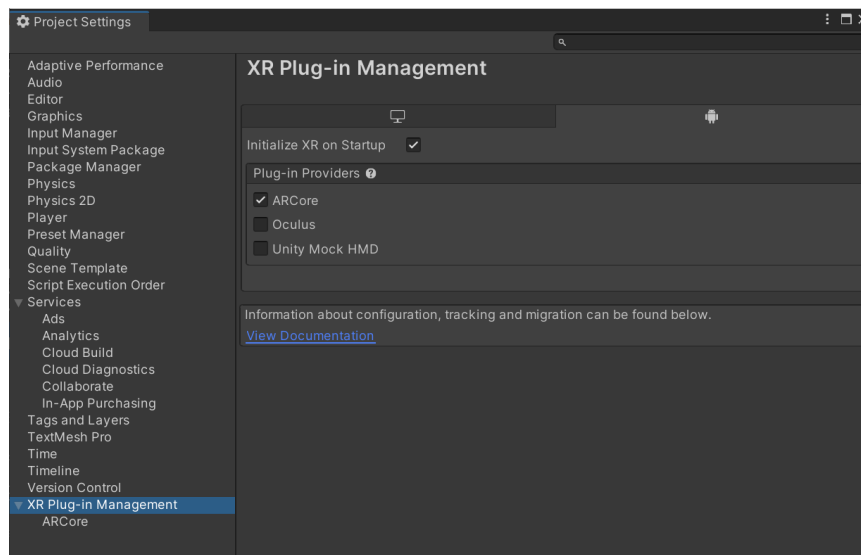 Project Settings
Adaptive Performance
Audio
Editor
Graphics
Input Manager
Input System Package
Package Manager
Physics
Physics 2D
Player
Preset Manager
Quality
Scene Template
Script Execution Order
Services
Ads
Analytics
Cloud Build
Cloud Diagnostics
Collaborate
In-App Purchasing
Tags and Layers
TextMesh Pro
Time
Timeline
Version Control
XR Plug-in Management
ARCore
XR Plug-in Management
Initialize XR on Startup
Plug-in Providers
ARCore
Oculus
Unity Mock HMD
Information about configuration, tracking and migration can be found below.
View Documentation